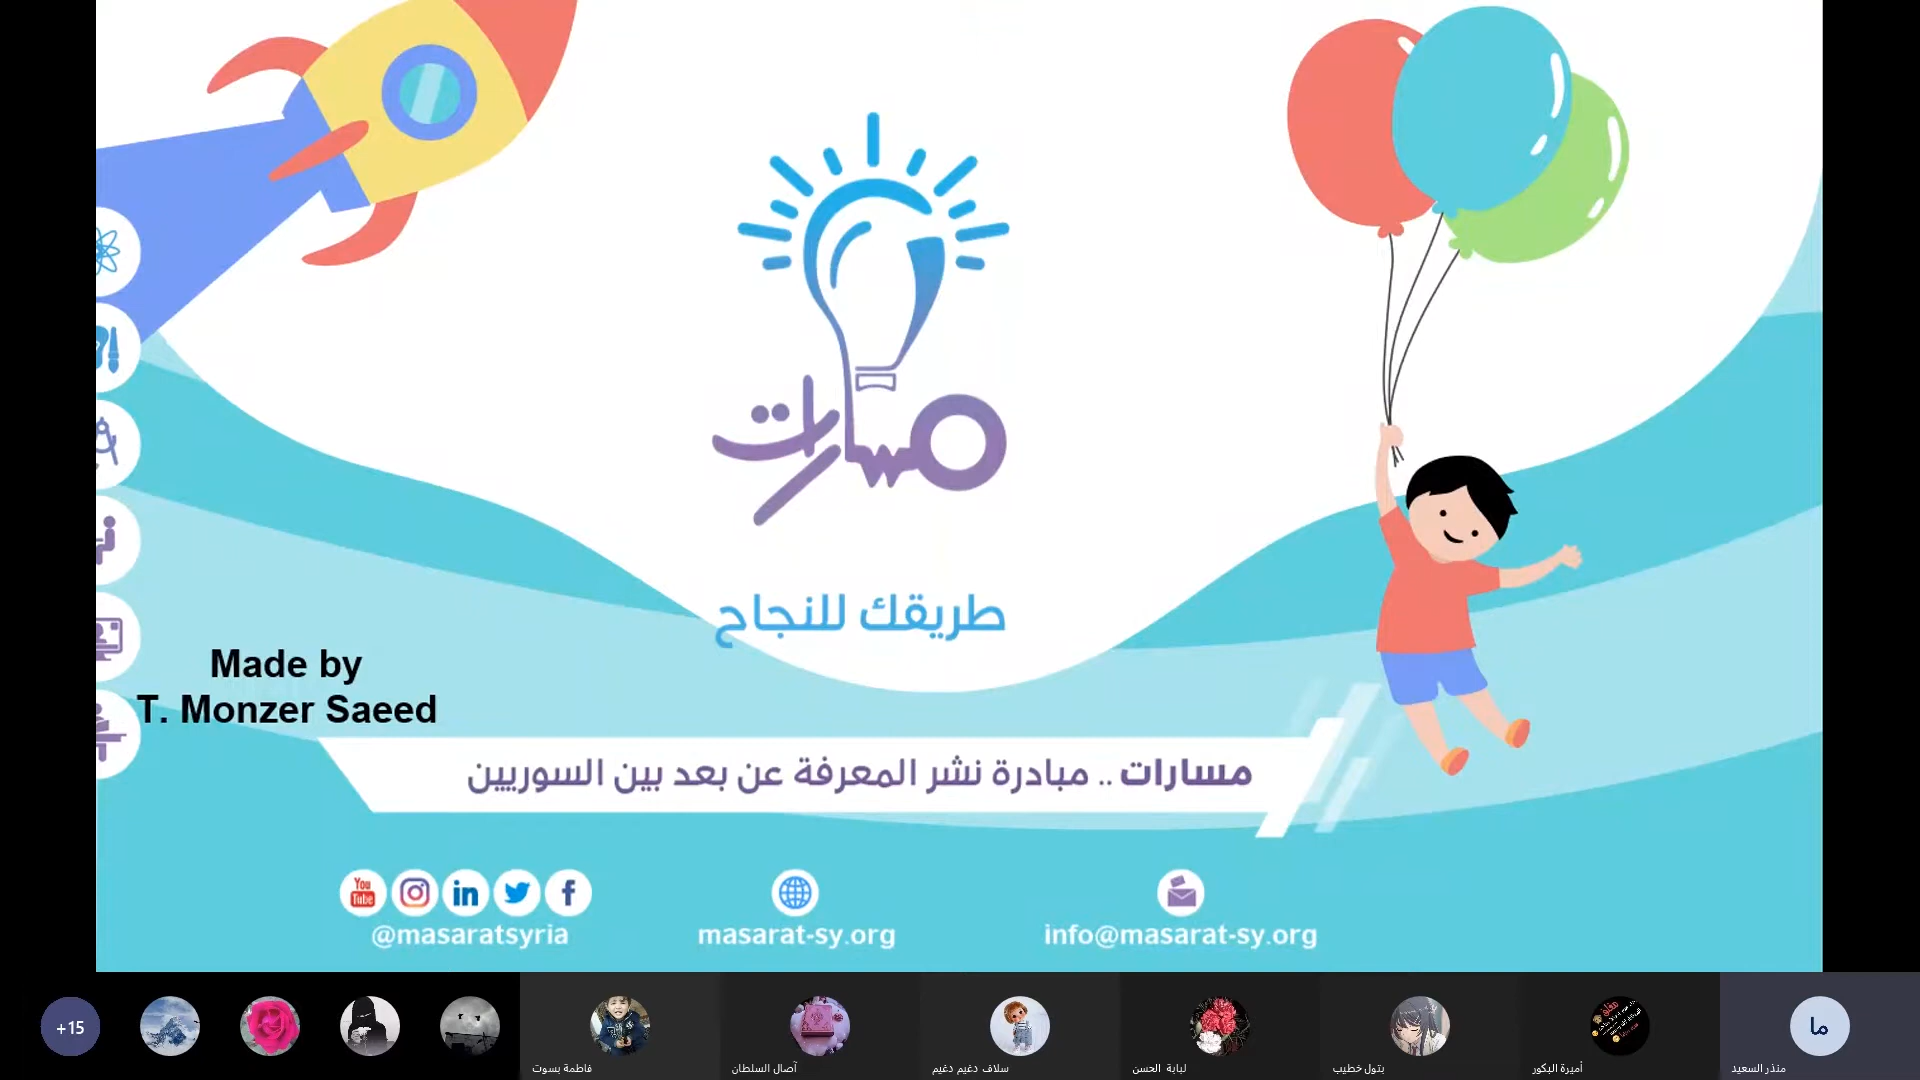 مسارات
طريقك للنجاح
Made by
T. Monzer Saeed
مسارات .. مبادرة نشر المعرفة عن بعد بين السوريين
You
Tube
@masaratsyria
masarat-sy.org
info@masarat-sy.org
+15
فاطمة بسوت
آصال السلطان
سلاف دغيم دغيم
لبابة الحسن
بتول خطيب
أميرة البكور
ما
منذر السعيد